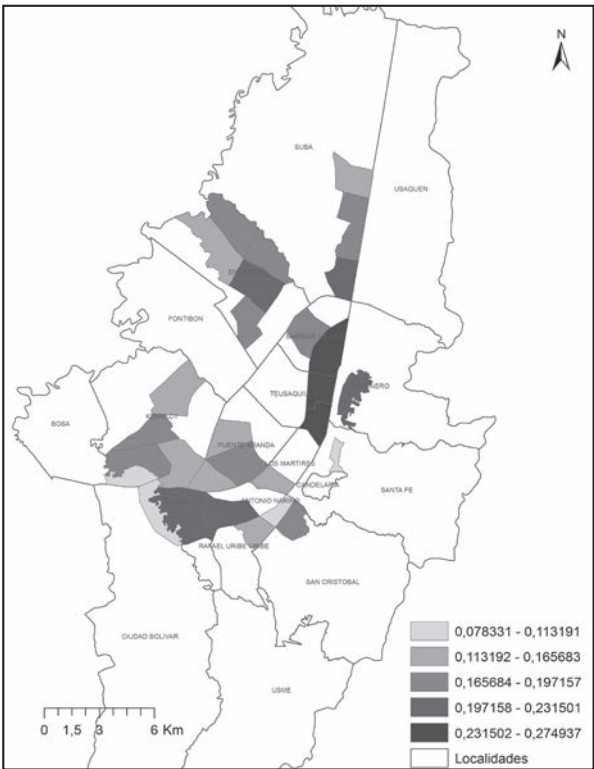 N
SUBA
USAQUEN
FONTIBON
TEUSAQUIL
BOSA
KENNEDY
PUENTE ARANDA
LOS MARTIRES
CANDELARIA
SANTA FE
ANTONIO NARIÑO
RAFAEL URIBE URIBE
SAN CRISTOBAL
CIUDAD BOLIVAR
USME
0 1,5 3 6 Km
0,078331 - 0,113191
0,113192 - 0,165683
0,165684 - 0,197157
0,197158 - 0,231501
0,231502 - 0,274937
Localidades